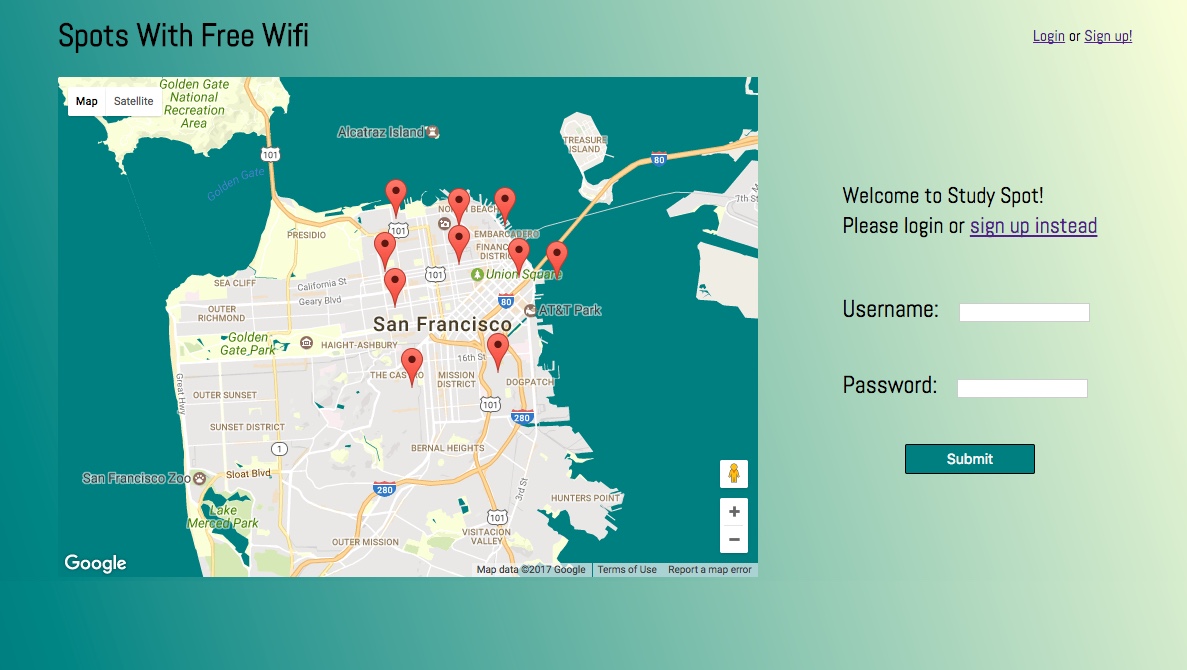 Spots With Free Wifi
Login or Sign up!
Map
Satellite
Golden Gate
National
Recreation
Area
Alcatraz Island
TREASURE
ISLAND
101
80
Golden Gate
7th St
101
NORTH BEACH
PRESIDIO
EMBARCADERO
FINANCIAL
DISTRICT
101
Union Square
SEA CLIFF
California St
Geary Blvd
80
AT&T Park
OUTER
RICHMOND
San Francisco
Golden
Gate Park
HAIGHT-ASHBURY
16th St
THE CASTRO
MISSION
DISTRICT
DOGPATCH
Great Hwy
OUTER SUNSET
101
280
SUNSET DISTRICT
1
BERNAL HEIGHTS
San Francisco Zoo
Sloat Blvd
280
3rd St
HUNTERS POINT
Lake
Merced Park
101
VISITACION
VALLEY
OUTER MISSION
+
−
Google
Map data ©2017 Google
Terms of Use
Report a map error
Welcome to Study Spot!
Please login or sign up instead
Username:
Password:
Submit